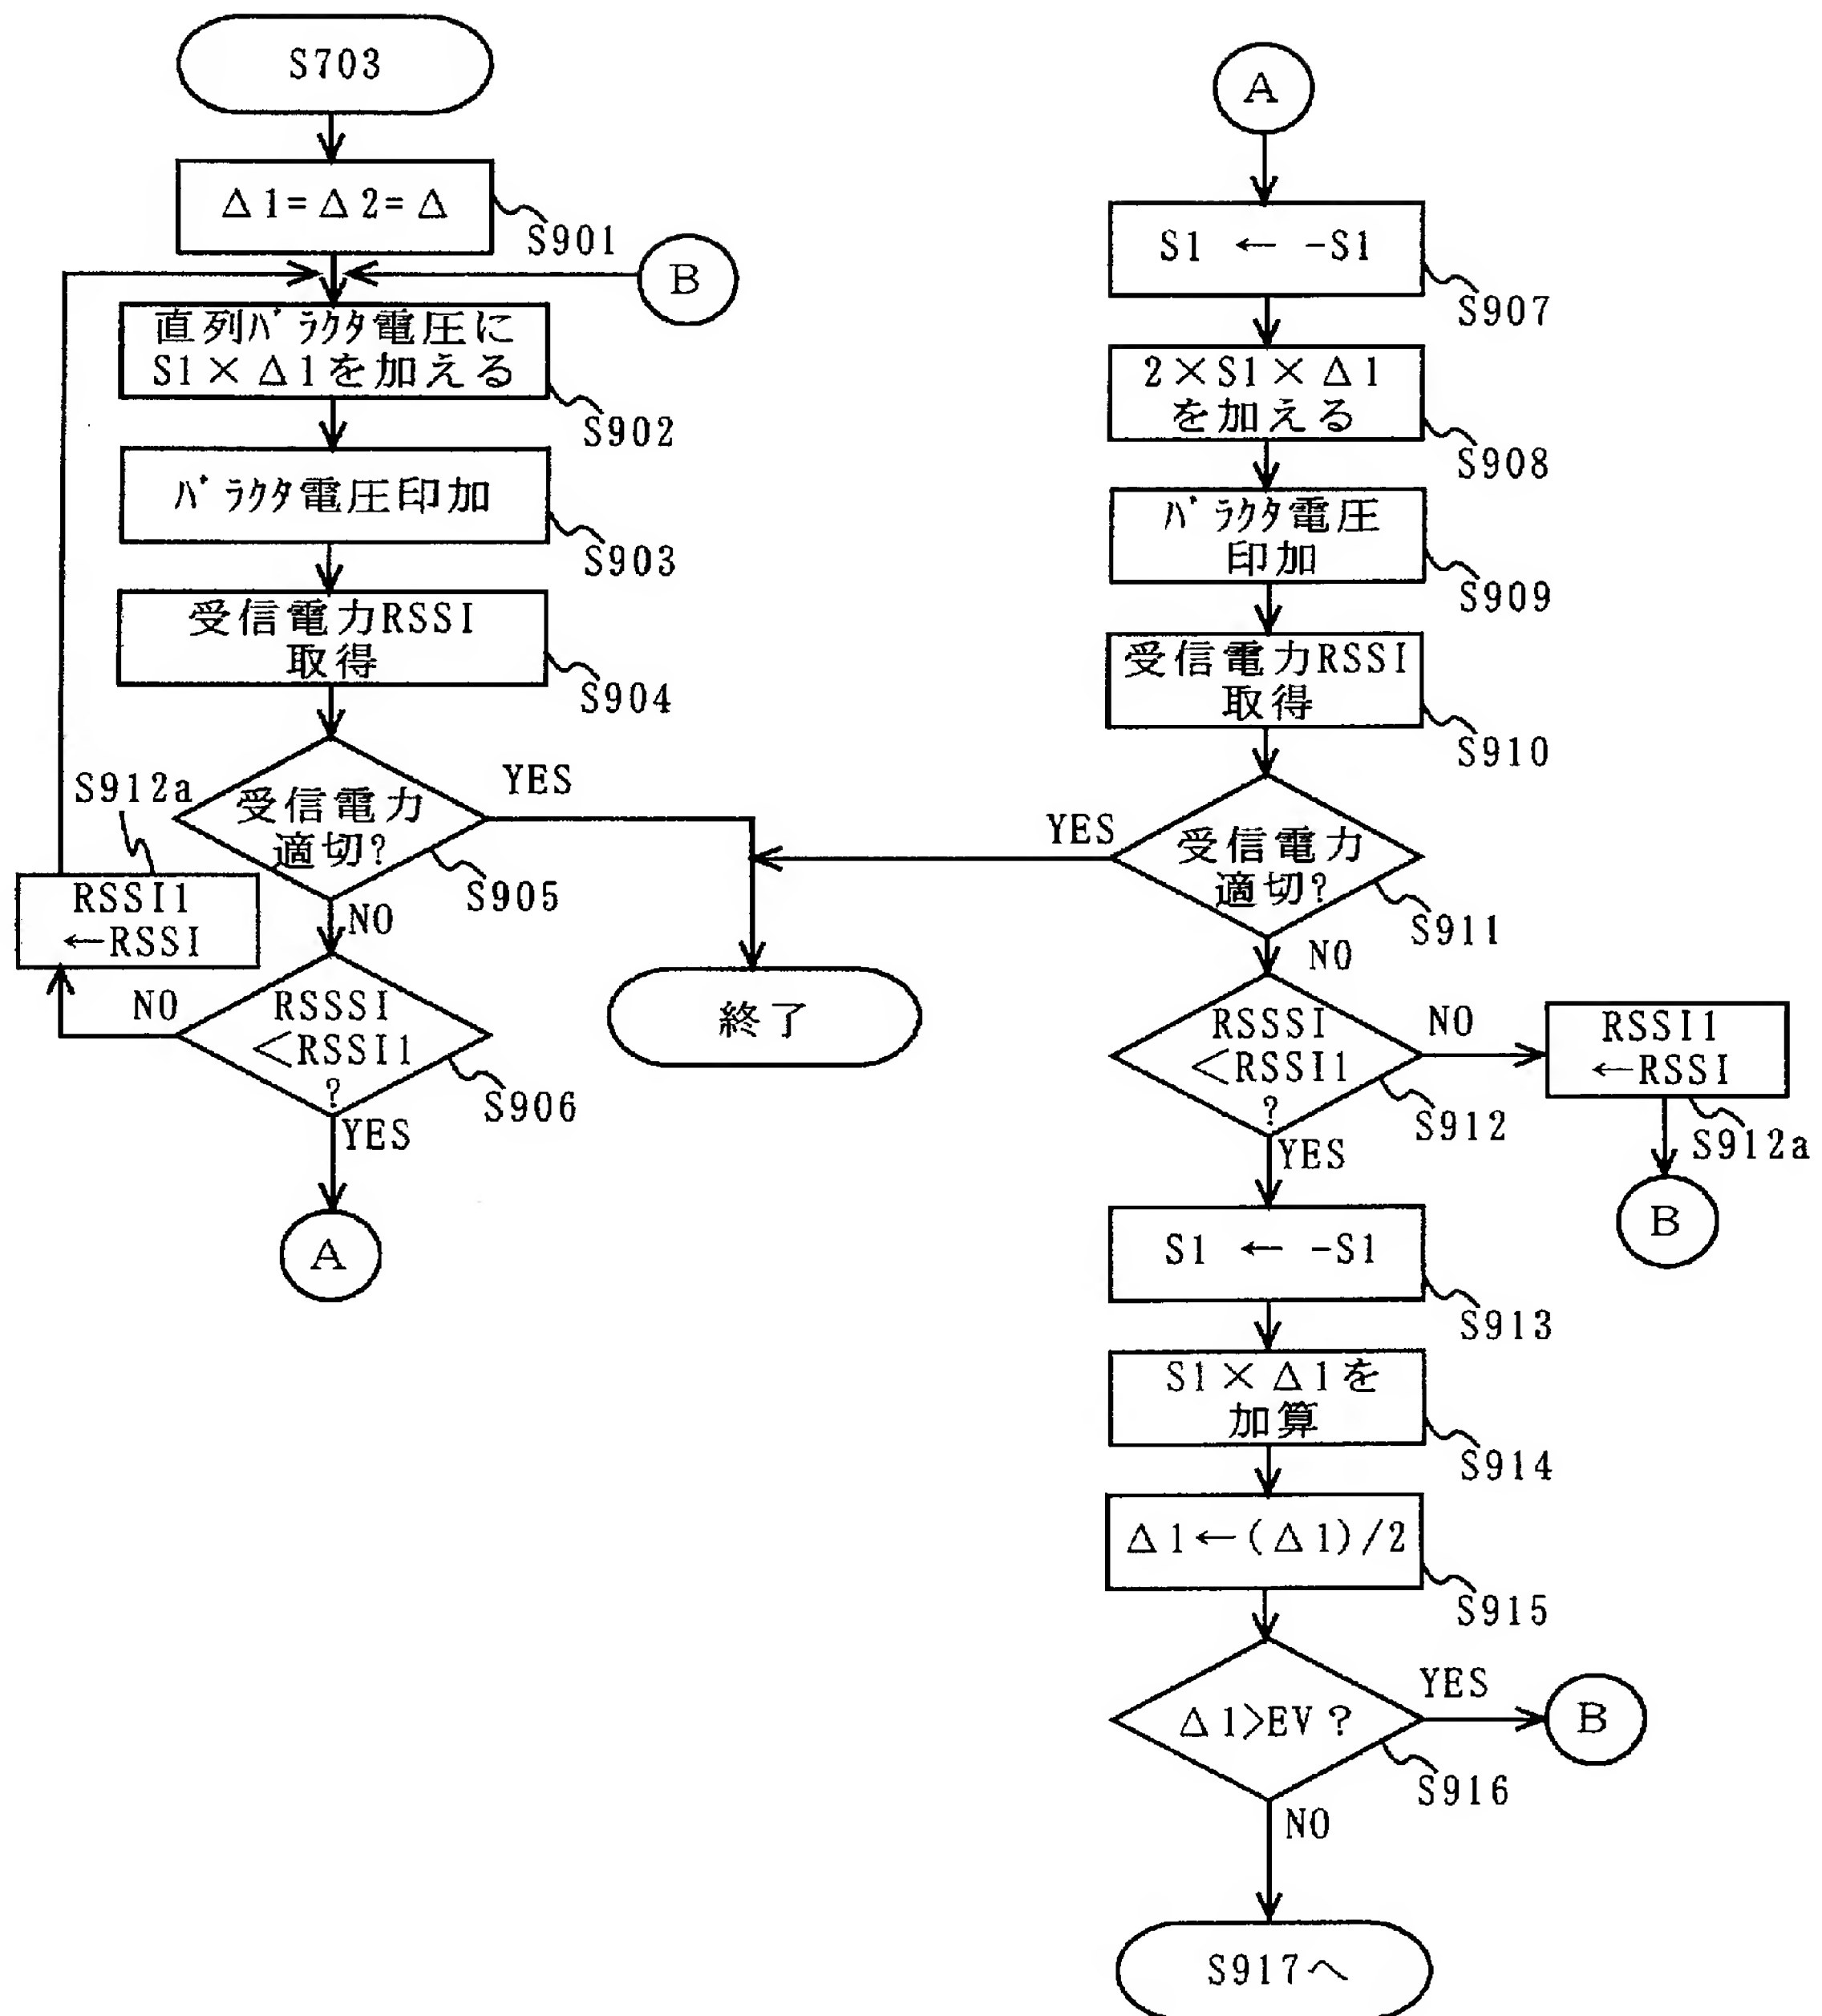 S703
Δ1=Δ2=Δ
S901
B
直列ﾊﾞﾗｸﾀ電圧に
S1×Δ1を加える
S902
ﾊﾞﾗｸﾀ電圧印加
S903
受信電力RSSI
取得
S904
受信電力
適切?
YES
S905
NO
S912a
RSSI1
←RSSI
NO
RSSSI
<RSSI1
?
S906
YES
A
終了
A
S1 ← -S1
S907
2×S1×Δ1
を加える
S908
ﾊﾞﾗｸﾀ電圧
印加
S909
受信電力RSSI
取得
S910
YES
受信電力
適切?
S911
NO
RSSSI
<RSSI1
?
NO
S912
RSSI1
←RSSI
S912a
B
YES
S1 ← -S1
S913
S1×Δ1を
加算
S914
Δ1←(Δ1)/2
S915
Δ1>EV?
YES
B
S916
NO
S917へ